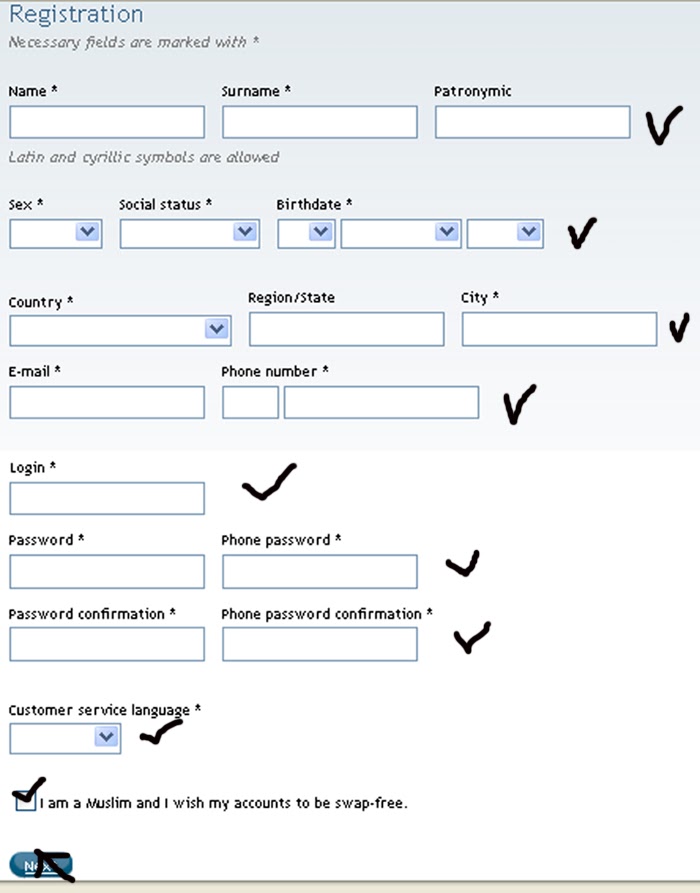 Registration
Necessary fields are marked with *
Name * Surname * Patronymic
Latin and cyrillic symbols are allowed
Sex * Social status * Birthdate *
Country * Region/State City *
E-mail * Phone number *
Login *
Password * Phone password *
Password confirmation * Phone password confirmation *
Customer service language *
I am a Muslim and I wish my accounts to be swap-free.
Next